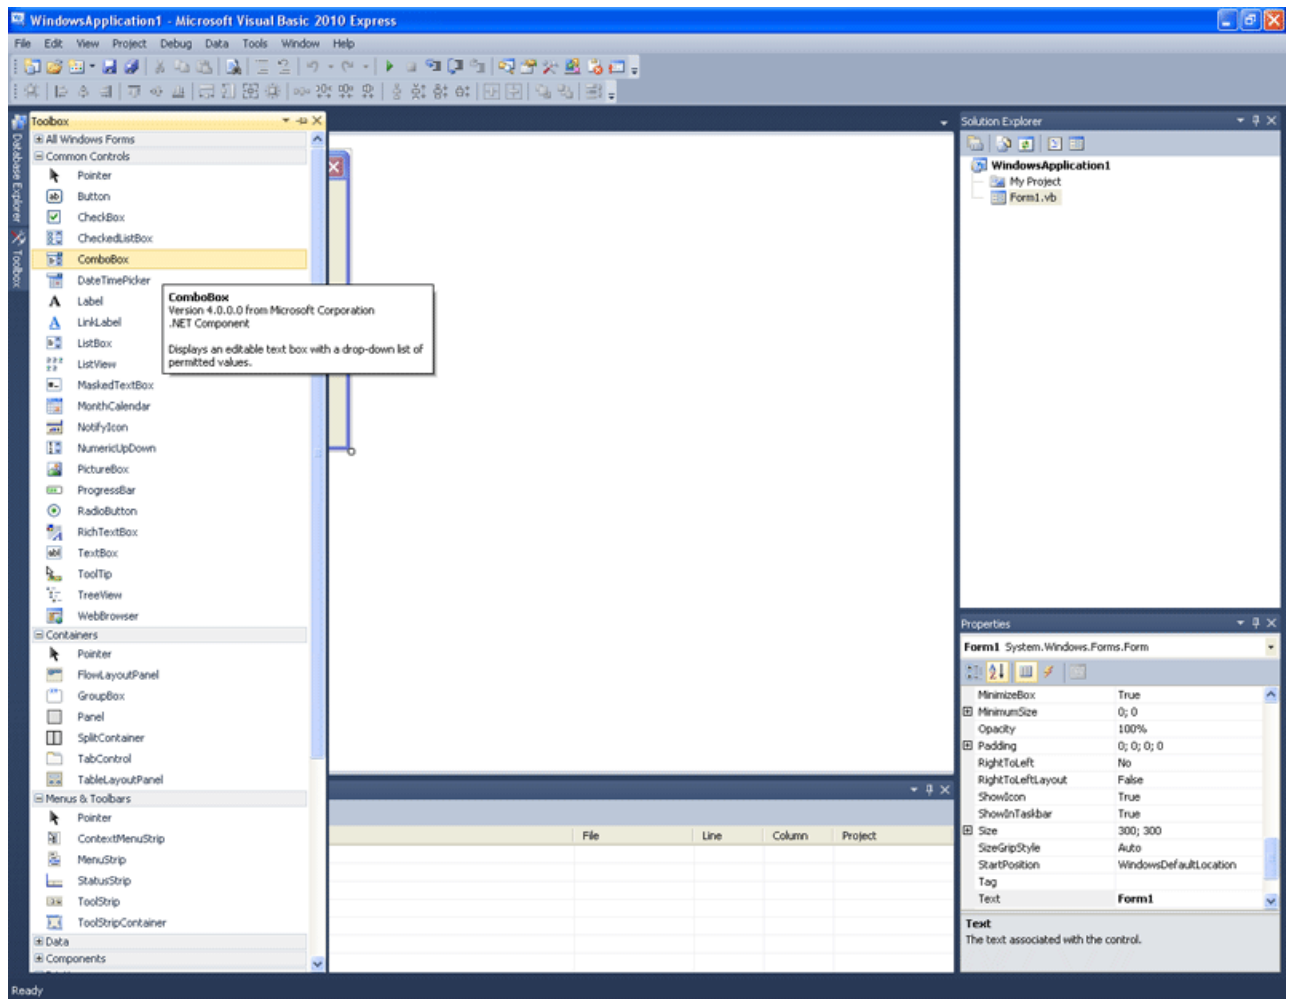 WindowsApplication1 - Microsoft Visual Basic 2010 Express
File Edit View Project Debug Data Tools Window Help
Database Explorer
Toolbox
Toolbox
All Windows Forms
Common Controls
Pointer
Button
CheckBox
CheckedListBox
ComboBox
DateTimePicker
Label
LinkLabel
ListBox
ListView
MaskedTextBox
MonthCalendar
NotifyIcon
NumericUpDown
PictureBox
ProgressBar
RadioButton
RichTextBox
TextBox
ToolTip
TreeView
WebBrowser
Containers
Pointer
FlowLayoutPanel
GroupBox
Panel
SplitContainer
TabControl
TableLayoutPanel
Menus & Toolbars
Pointer
ContextMenuStrip
MenuStrip
StatusStrip
ToolStrip
ToolStripContainer
Data
Components
ComboBox
Version 4.0.0.0 from Microsoft Corporation
.NET Component
Displays an editable text box with a drop-down list of
permitted values.
File Line Column Project
Solution Explorer
WindowsApplication1
My Project
Form1.vb
Properties
Form1 System.Windows.Forms.Form
MinimizeBox True
MinimumSize 0; 0
Opacity 100%
Padding 0; 0; 0; 0
RightToLeft No
RightToLeftLayout False
ShowIcon True
ShowInTaskbar True
Size 300; 300
SizeGripStyle Auto
StartPosition WindowsDefaultLocation
Tag
Text Form1
Text
The text associated with the control.
Ready